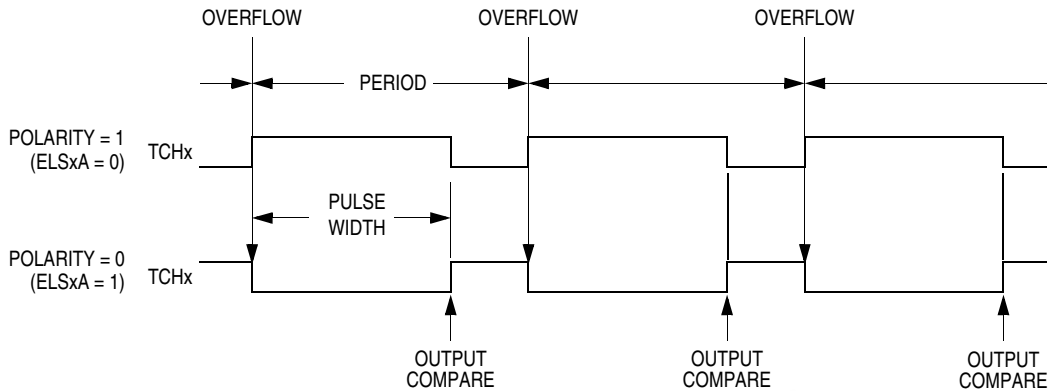 OVERFLOW OVERFLOW OVERFLOW
PERIOD
POLARITY = 1
(ELSxA = 0)
TCHx
PULSE
WIDTH
POLARITY = 0
(ELSxA = 1)
TCHx
OUTPUT
COMPARE
OUTPUT
COMPARE
OUTPUT
COMPARE